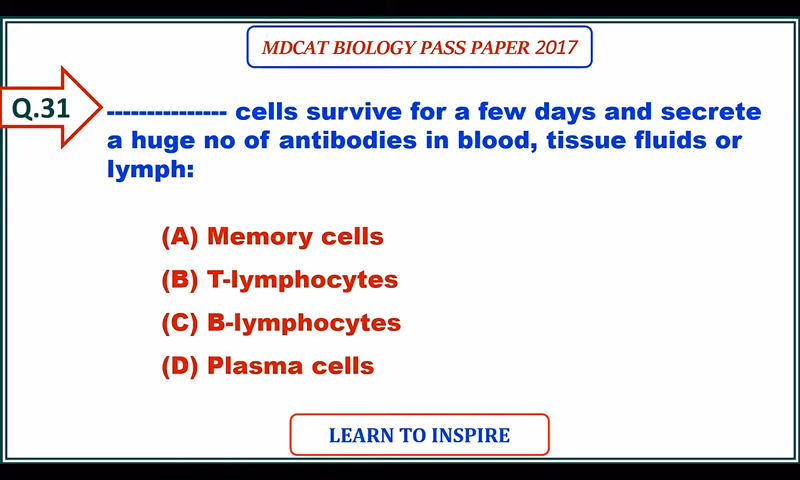 MDCAT BIOLOGY PASS PAPER 2017
Q.31
--------------- cells survive for a few days and secrete
a huge no of antibodies in blood, tissue fluids or
lymph:
(A) Memory cells
(B) T-lymphocytes
(C) B-lymphocytes
(D) Plasma cells
LEARN TO INSPIRE